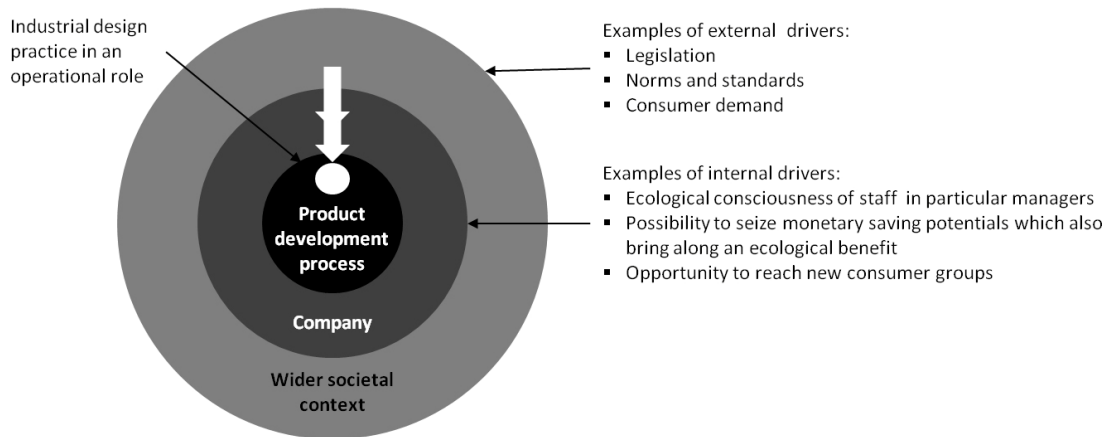 Industrial design
practice in an
operational role
Product
development
process
Company
Wider societal
context
Examples of external drivers:
▪ Legislation
▪ Norms and standards
▪ Consumer demand
Examples of internal drivers:
▪ Ecological consciousness of staff in particular managers
▪ Possibility to seize monetary saving potentials which also
bring along an ecological benefit
▪ Opportunity to reach new consumer groups